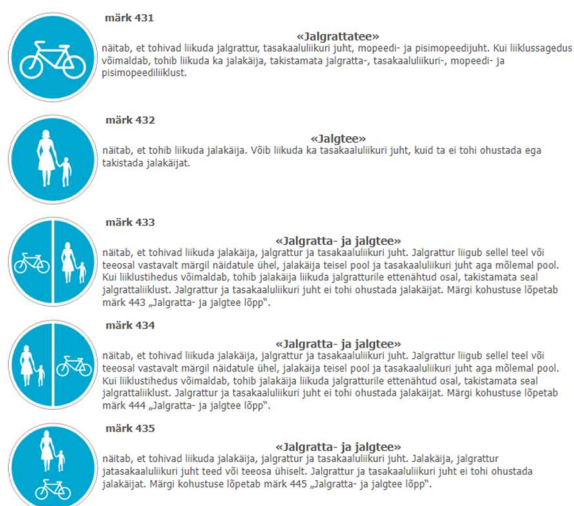 märk 431
«Jalgrattatee»
näitab, et tohivad liikuda jalgrattur, tasakaaluliikuri juht, mopeedi- ja pisimopeedijuht. Kui liiklussagedus
võimaldab, tohib liikuda ka jalakäija, takistamata jalgratta-, tasakaaluliikuri-, mopeedi- ja
pisimopeediliiklust.
märk 432
«Jalgtee»
näitab, et tohib liikuda jalakäija. Võib liikuda ka tasakaaluliikuri juht, kuid ta ei tohi ohustada ega
takistada jalakäijat.
märk 433
«Jalgratta- ja jalgtee»
näitab, et tohivad liikuda jalakäija, jalgrattur ja tasakaaluliikuri juht. Jalgrattur liigub sellel teel või
teeosal vastavalt märgil näidatule ühel, jalakäija teisel pool ja tasakaaluliikuri juht aga mõlemal pool.
Kui liiklustihedus võimaldab, tohib jalakäija liikuda jalgratturile ettenähtud osal, takistamata seal
jalgrattaliiklust. Jalgrattur ja tasakaaluliikuri juht ei tohi ohustada jalakäijat. Märgi kohustuse lõpetab
märk 443 „Jalgratta- ja jalgtee lõpp".
märk 434
«Jalgratta- ja jalgtee»
näitab, et tohivad liikuda jalakäija, jalgrattur ja tasakaaluliikuri juht. Jalgrattur liigub sellel teel või
teeosal vastavalt märgil näidatule ühel, jalakäija teisel pool ja tasakaaluliikuri juht aga mõlemal pool.
Kui liiklustihedus võimaldab, tohib jalakäija liikuda jalgratturile ettenähtud osal, takistamata seal
jalgrattaliiklust. Jalgrattur ja tasakaaluliikuri juht ei tohi ohustada jalakäijat. Märgi kohustuse lõpetab
märk 444 „Jalgratta- ja jalgtee lõpp".
märk 435
«Jalgratta- ja jalgtee»
näitab, et tohivad liikuda jalakäija, jalgrattur ja tasakaaluliikuri juht. Jalakäija, jalgrattur
jatasakaaluliikuri juht teed või teeosa ühiselt. Jalgrattur ja tasakaaluliikuri juht ei tohi ohustada
jalakäijat. Märgi kohustuse lõpetab märk 445 „Jalgratta- ja jalgtee lõpp".